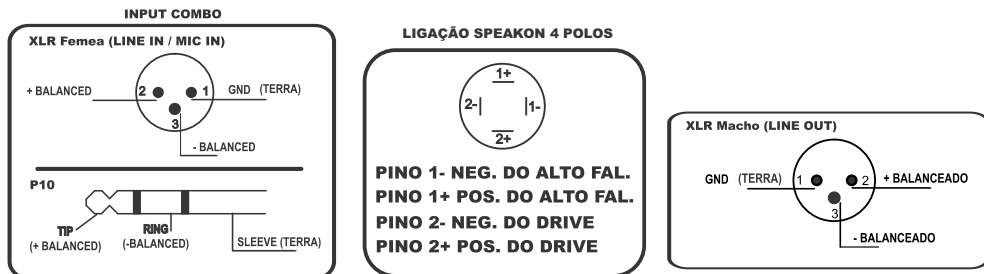 INPUT COMBO
XLR Femea (LINE IN / MIC IN)
+ BALANCED
2
1
GND (TERRA)
3
- BALANCED
P10
TIP
(+ BALANCED)
RING
(-BALANCED)
SLEEVE (TERRA)
LIGAÇÃO SPEAKON 4 POLOS
1+
2-
1-
2+
PINO 1- NEG. DO ALTO FAL.
PINO 1+ POS. DO ALTO FAL.
PINO 2- NEG. DO DRIVE
PINO 2+ POS. DO DRIVE
XLR Macho (LINE OUT)
GND (TERRA)
1
2
+ BALANCEADO
3
- BALANCEADO